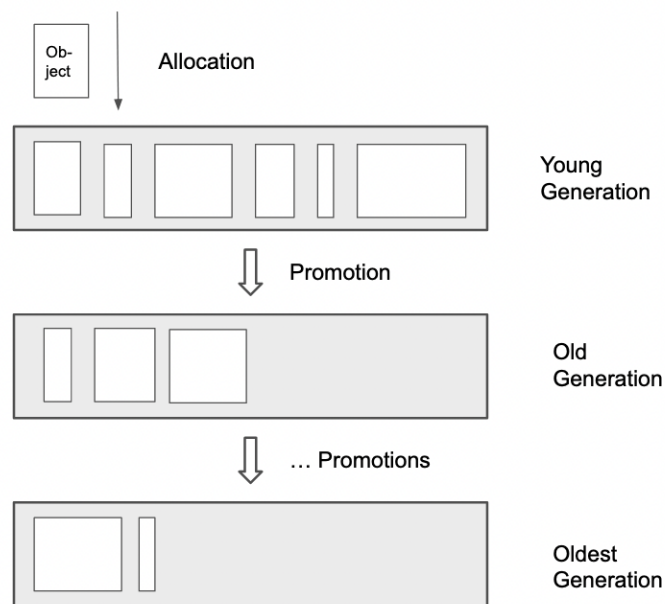 Ob-
ject
Allocation
Young
Generation
Promotion
Old
Generation
... Promotions
Oldest
Generation